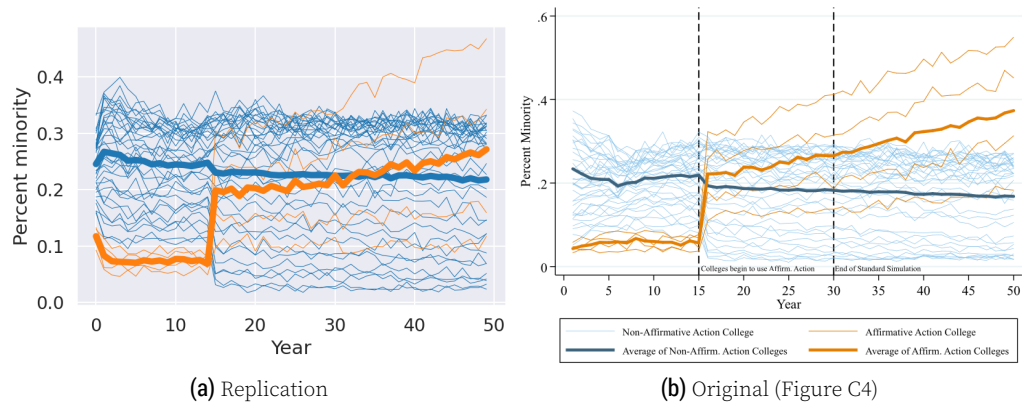 Percent minority
0.4
0.3
0.2
0.1
0.0
0 10 20 30 40 50
Year
(a) Replication
Percent Minority
.6
.4
.2
0
Colleges begin to use Affirm. Action
End of Standard Simulation
0 5 10 15 20 25 30 35 40 45 50
Year
Non-Affirmative Action College
Affirmative Action College
Average of Non-Affirm. Action Colleges
Average of Affirm. Action Colleges
(b) Original (Figure C4)